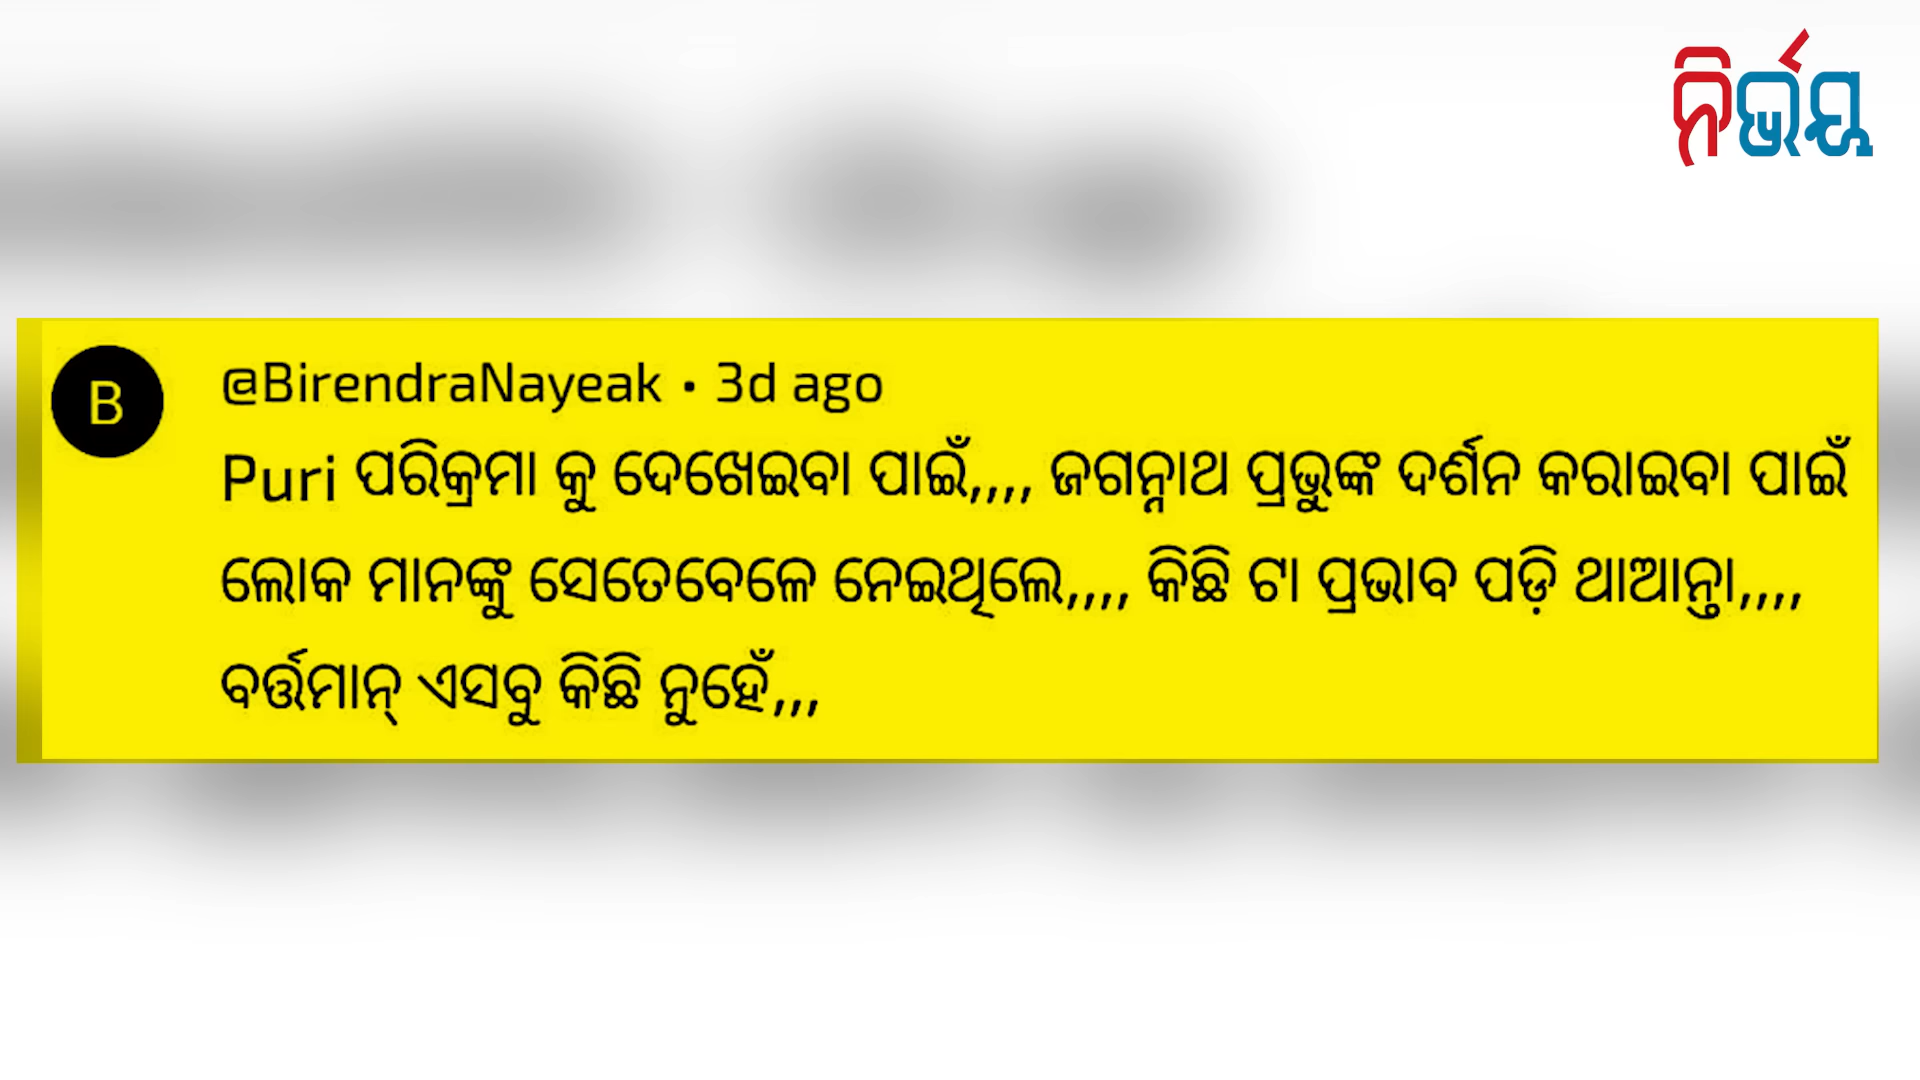 ନିର୍ଭୟ
@BirendraNayeak • 3d ago
Puri ପରିକ୍ରମା କୁ ଦେଖେଇବା ପାଇଁ,,,, ଜଗନ୍ନାଥ ପ୍ରଭୁଙ୍କ ଦର୍ଶନ କରାଇବା ପାଇଁ
ଲୋକ ମାନଙ୍କୁ ସେତେବେଳେ ନେଇଥିଲେ,,,, କିଛି ଟା ପ୍ରଭାବ ପଡ଼ି ଥାଆନ୍ତା,,,,
ବର୍ତ୍ତମାନ୍ ଏସବୁ କିଛି ନୁହେଁ,,,
B